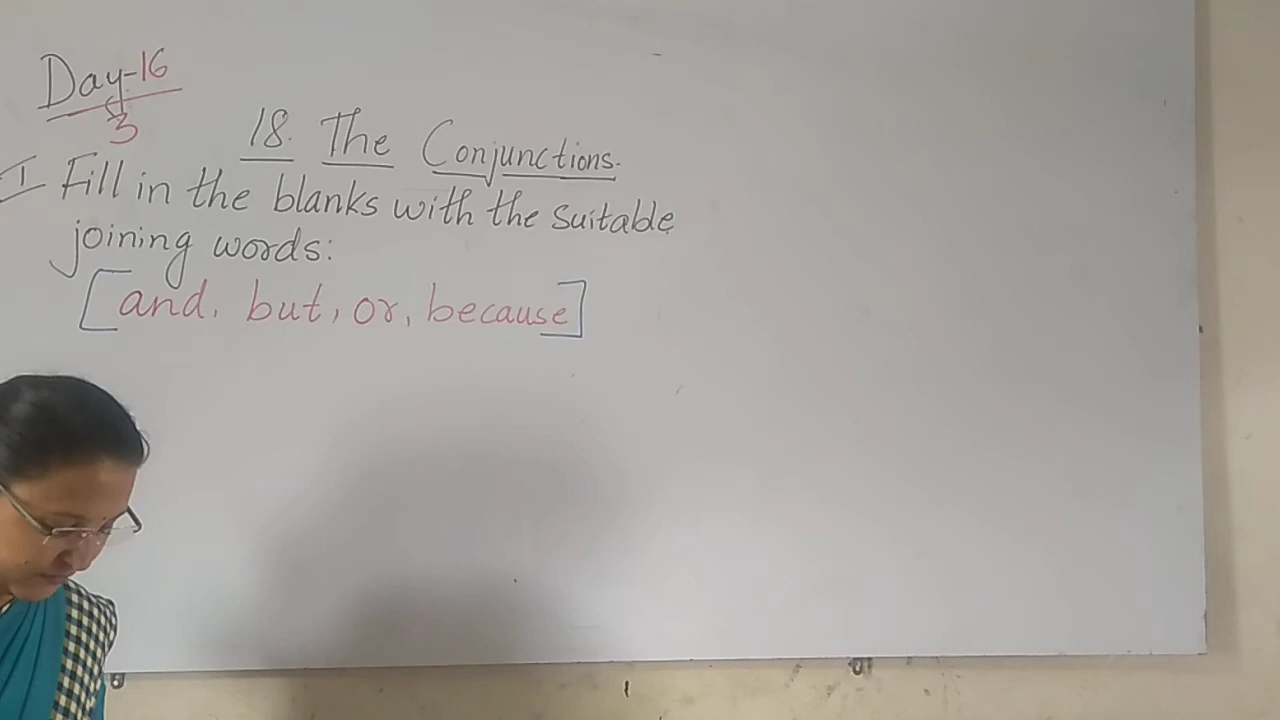 Day-16
3
18. The Conjunctions.
I Fill in the blanks with the suitable
joining words:
[and, but, or, because]